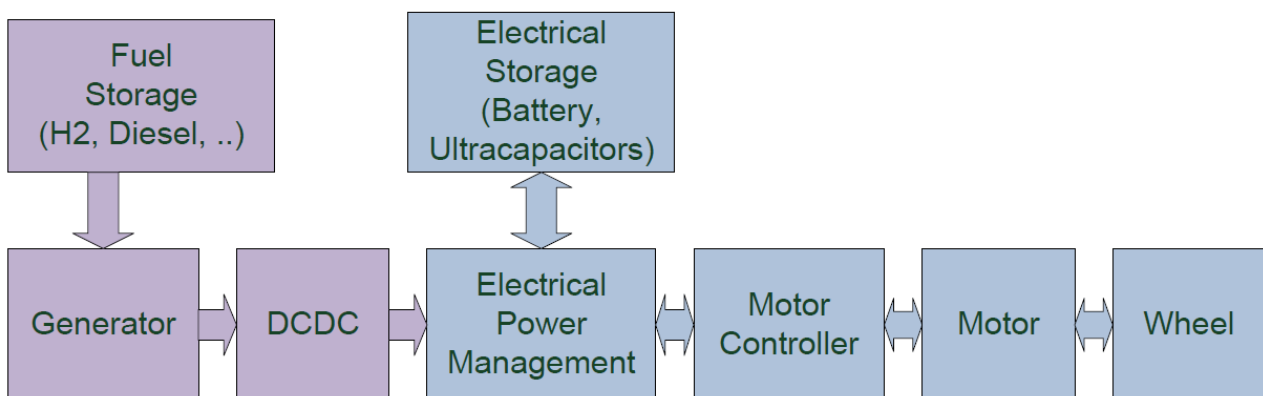 Fuel
Storage
(H2, Diesel, ..)
Electrical
Storage
(Battery,
Ultracapacitors)
Generator
DCDC
Electrical
Power
Management
Motor
Controller
Motor
Wheel